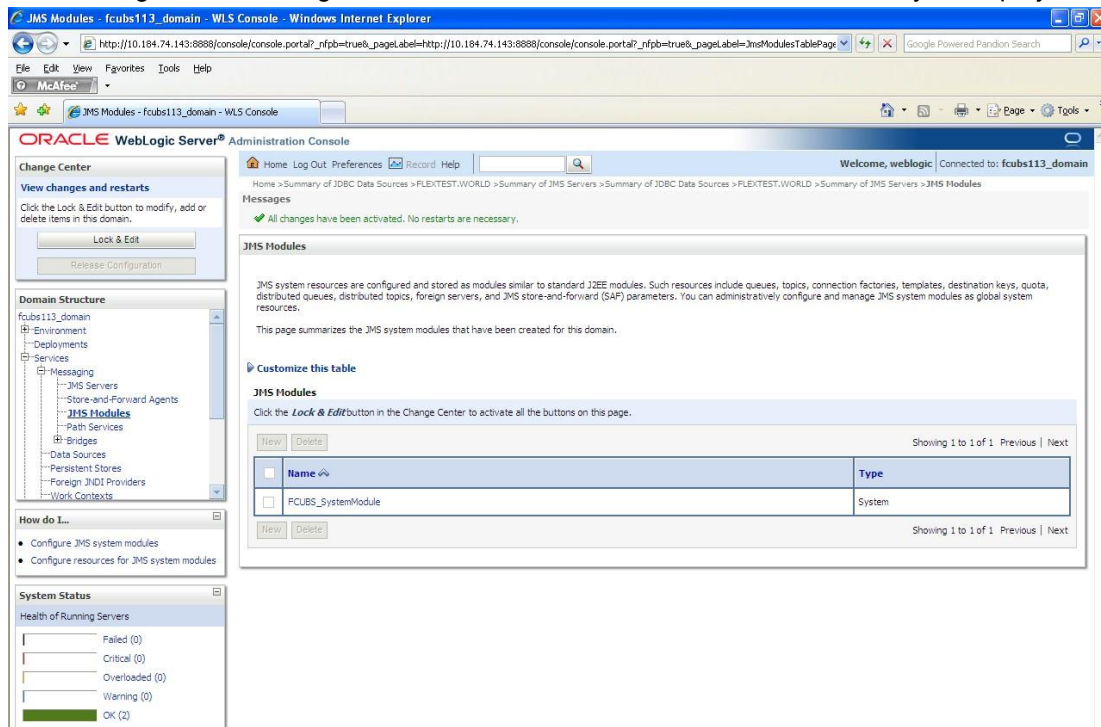 JMS Modules - fcubs113_domain - WLS Console - Windows Internet Explorer
http://10.184.74.143:8888/console/console.portal?_nfpb=true&_pageLabel=http://10.184.74.143:8888/console/console.portal?_nfpb=true&_pageLabel=JmsModulesTablePage
Google Powered Pandion Search
File Edit View Favorites Tools Help
McAfee
JMS Modules - fcubs113_domain - WLS Console
Page Tools
ORACLE WebLogic Server® Administration Console
Change Center
View changes and restarts
Click the Lock & Edit button to modify, add or
delete items in this domain.
Lock & Edit
Release Configuration
Domain Structure
fcubs113_domain
Environment
Deployments
Services
Messaging
JMS Servers
Store-and-Forward Agents
JMS Modules
Path Services
Bridges
Data Sources
Persistent Stores
Foreign JNDI Providers
Work Contexts
How do I...
Configure JMS system modules
Configure resources for JMS system modules
System Status
Health of Running Servers
Failed (0)
Critical (0)
Overloaded (0)
Warning (0)
OK (2)
Home Log Out Preferences Record Help
Welcome, weblogic Connected to: fcubs113_domain
Home >Summary of JDBC Data Sources >FLEXTEST.WORLD >Summary of JMS Servers >Summary of JDBC Data Sources >FLEXTEST.WORLD >Summary of JMS Servers >JMS Modules
Messages
All changes have been activated. No restarts are necessary.
JMS Modules
JMS system resources are configured and stored as modules similar to standard J2EE modules. Such resources include queues, topics, connection factories, templates, destination keys, quota,
distributed queues, distributed topics, foreign servers, and JMS store-and-forward (SAF) parameters. You can administratively configure and manage JMS system modules as global system
resources.
This page summarizes the JMS system modules that have been created for this domain.
Customize this table
JMS Modules
Click the Lock & Edit button in the Change Center to activate all the buttons on this page.
New Delete
Showing 1 to 1 of 1 Previous | Next
Name Type
FCUBS_SystemModule System
New Delete
Showing 1 to 1 of 1 Previous | Next